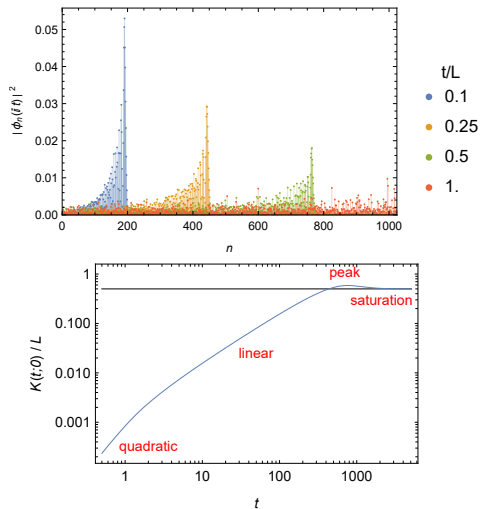 0.05
0.04
0.03
0.02
0.01
0.00
|ϕn(i t)|²
0 200 400 600 800 1000
n
t/L
0.1
0.25
0.5
1.
1
0.100
0.010
0.001
K(t;0) / L
peak
saturation
linear
quadratic
1 10 100 1000
t